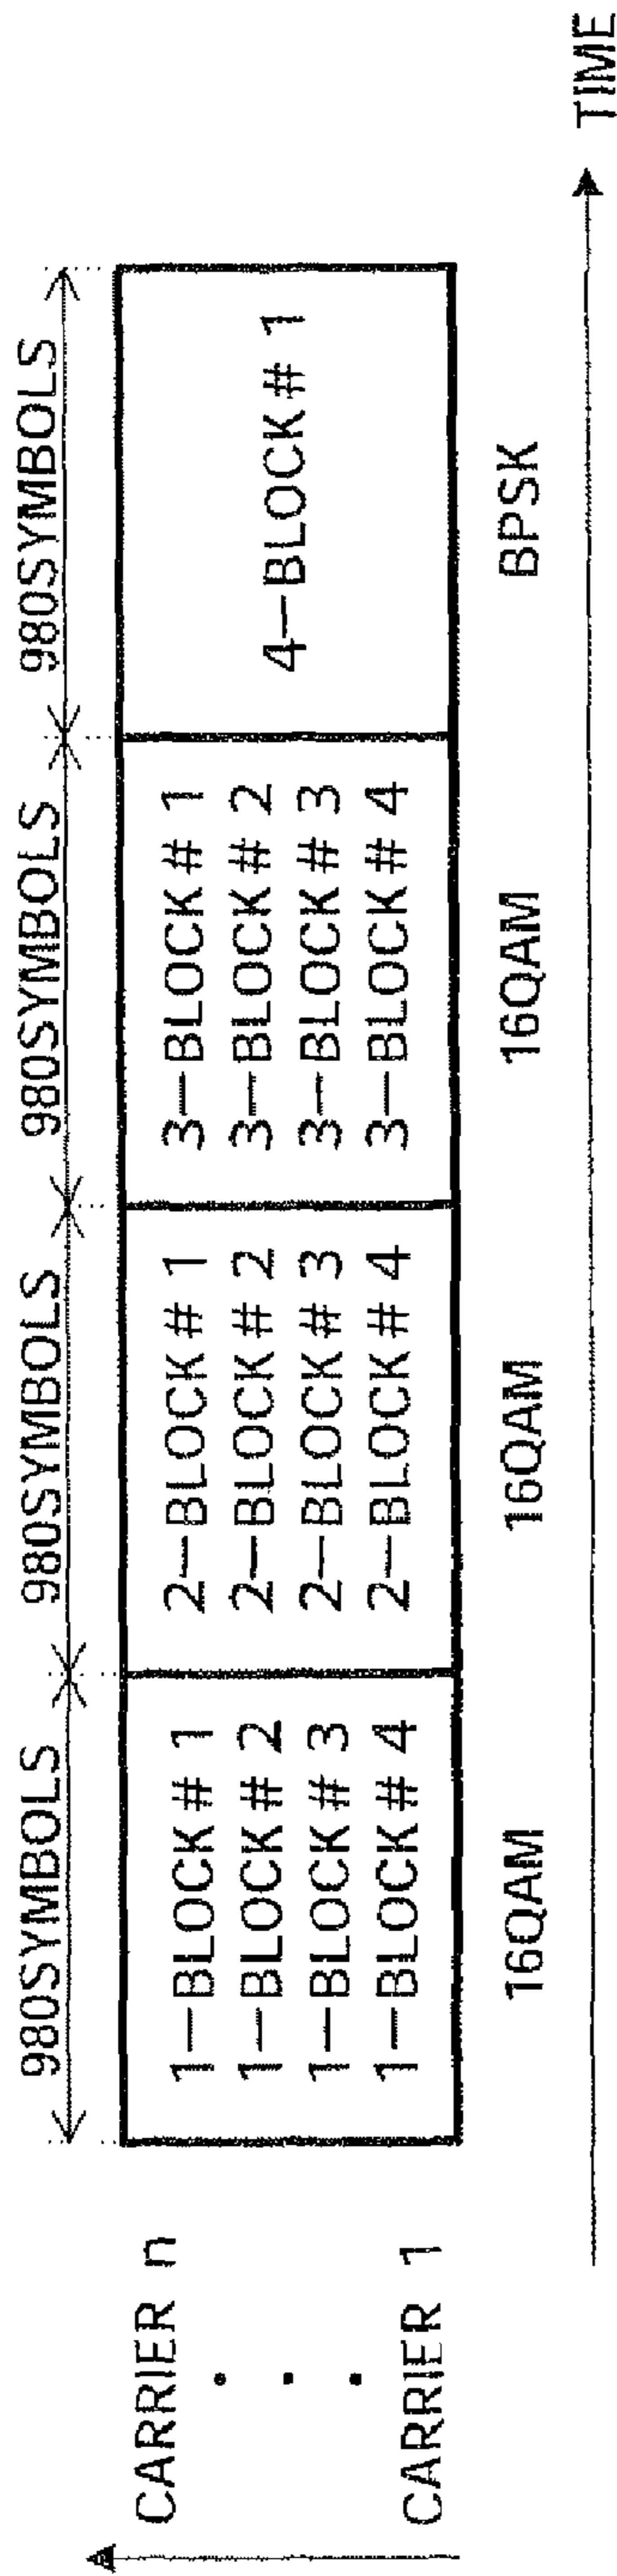 980SYMBOLS 980SYMBOLS 980SYMBOLS 980SYMBOLS
CARRIER n
CARRIER 1
1—BLOCK # 1
1—BLOCK # 2
1—BLOCK # 3
1—BLOCK # 4
2—BLOCK # 1
2—BLOCK # 2
2—BLOCK # 3
2—BLOCK # 4
3—BLOCK # 1
3—BLOCK # 2
3—BLOCK # 3
3—BLOCK # 4
4—BLOCK # 1
16QAM 16QAM 16QAM BPSK
TIME